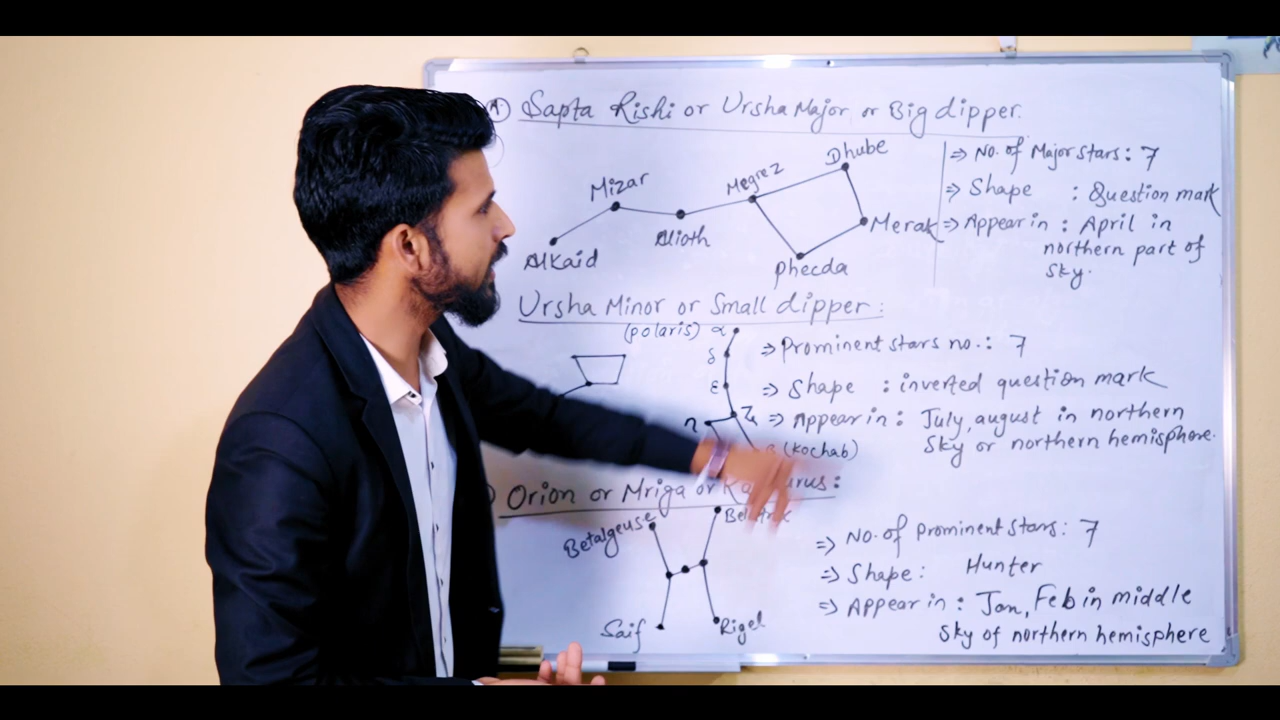 Sapta Rishi or Ursha Major or Big dipper.
Dhube
Megrez
Mizar
Alioth
Alkaid
Merak
Phecda
⇒ No. of Major stars: 7
⇒ Shape : Question mark
⇒ Appear in : April in
northern part of
sky.
Ursha Minor or Small dipper:
(polaris) α
δ
ε
η
(Kochab)
⇒ Prominent stars no.: 7
⇒ Shape : inverted question mark
⇒ Appear in : July, august in northern
sky or northern hemisphere.
Orion or Mriga or
Betalgeuse
Saif
Rigel
⇒ No. of prominent stars: 7
⇒ Shape: Hunter
⇒ Appear in : Jan, Feb in middle
sky of northern hemisphere